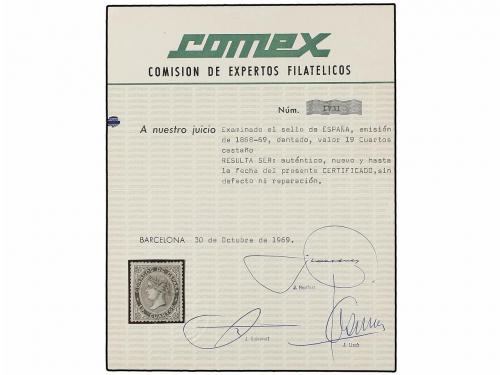 comex
COMISION DE EXPERTOS FILATELICOS
Núm. 1731
A nuestro juicio Examinado el sello de ESPAÑA, emisión
de 1868-69, dentado, valor 19 Cuartos
castaño
RESULTA SER: auténtico, nuevo y hasta
la fecha del presente CERTIFICADO,sin
defecto ni reparación.
BARCELONA 30 de Octubre de 1969.
CUARTOS
J.
J.
J.